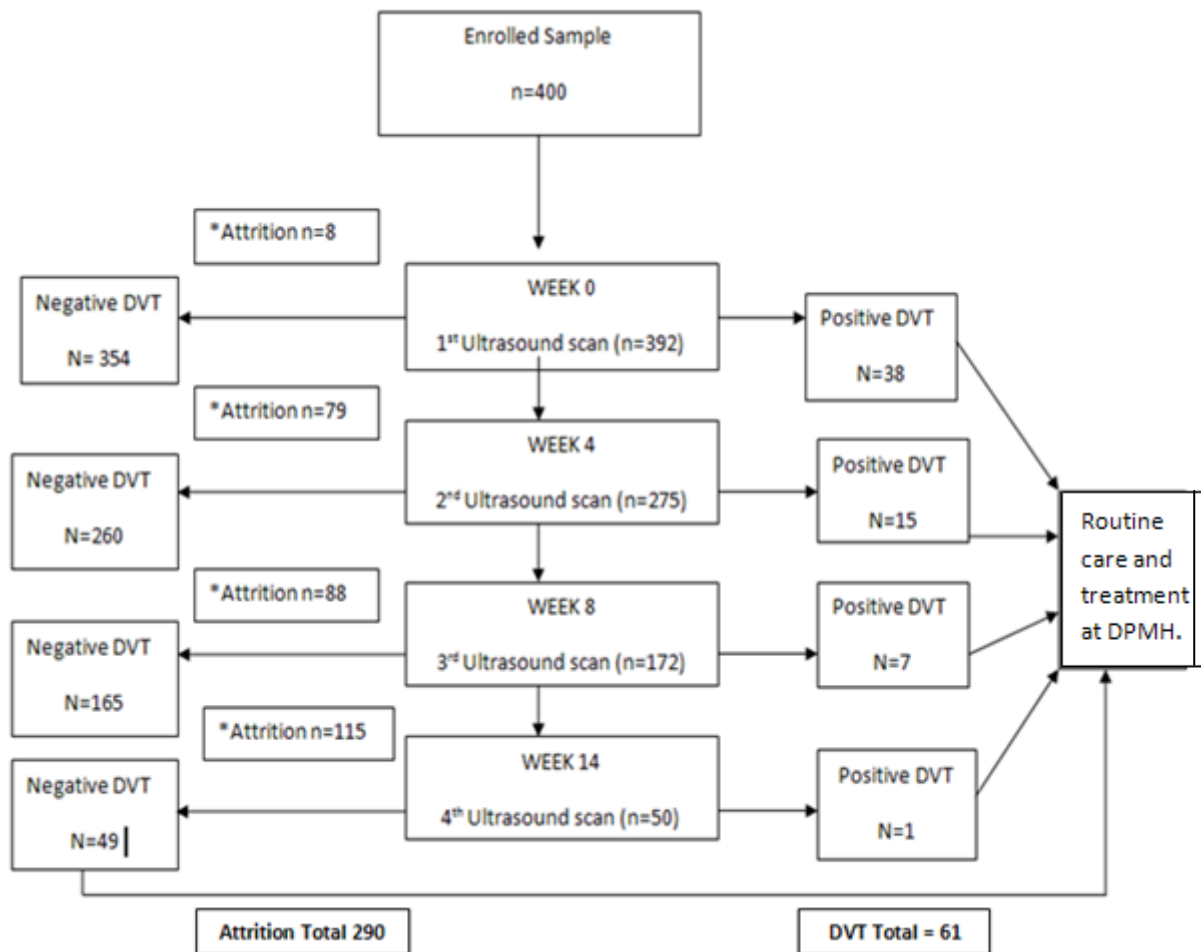 Enrolled Sample
n=400
*Attrition n=8
WEEK 0
1st Ultrasound scan (n=392)
Negative DVT
N= 354
Positive DVT
N=38
*Attrition n=79
WEEK 4
2nd Ultrasound scan (n=275)
Negative DVT
N=260
Positive DVT
N=15
Routine
care and
treatment
at DPMH.
*Attrition n=88
WEEK 8
3rd Ultrasound scan (n=172)
Negative DVT
N=165
Positive DVT
N=7
*Attrition n=115
WEEK 14
4th Ultrasound scan (n=50)
Negative DVT
N=49
Positive DVT
N=1
Attrition Total 290
DVT Total = 61